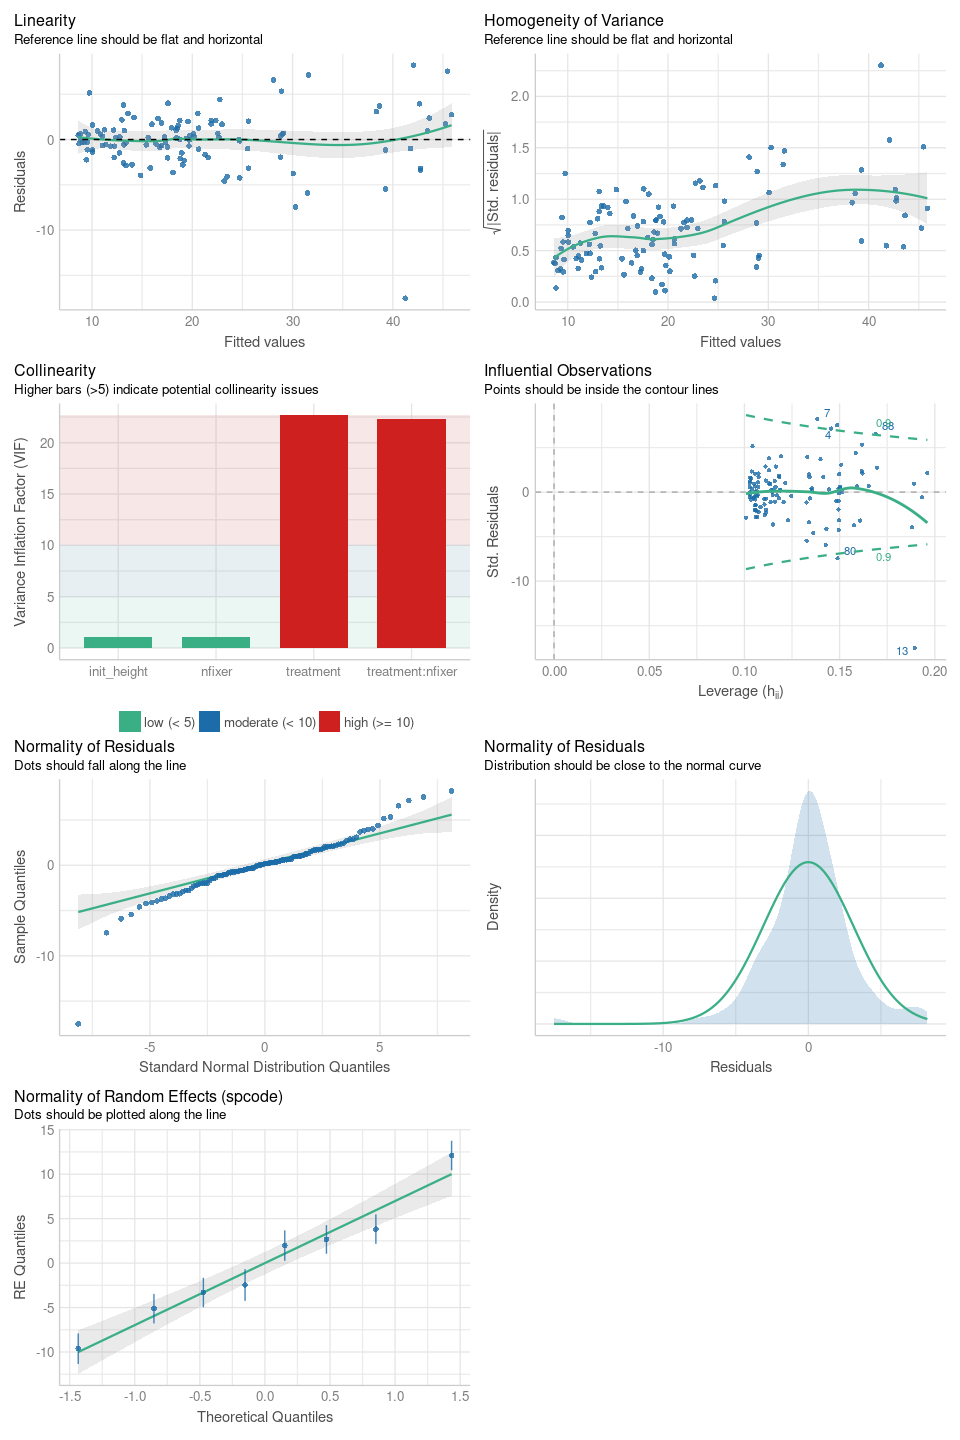 Linearity
Reference line should be flat and horizontal
Residuals
0
-10
10
20
30
40
Fitted values
Homogeneity of Variance
Reference line should be flat and horizontal
√|Std. residuals|
2.0
1.5
1.0
0.5
0.0
10
20
30
40
Fitted values
Collinearity
Higher bars (>5) indicate potential collinearity issues
Variance Inflation Factor (VIF)
20
15
10
5
0
init_height
nfixer
treatment
treatment:nfixer
low (< 5)
moderate (< 10)
high (>= 10)
Influential Observations
Points should be inside the contour lines
Std. Residuals
0
-10
7
4
0.9
88
80
0.9
13
0.00
0.05
0.10
0.15
0.20
Leverage (hii)
Normality of Residuals
Dots should fall along the line
Sample Quantiles
0
-10
-5
0
5
Standard Normal Distribution Quantiles
Normality of Residuals
Distribution should be close to the normal curve
Density
-10
0
Residuals
Normality of Random Effects (spcode)
Dots should be plotted along the line
RE Quantiles
15
10
5
0
-5
-10
-1.5
-1.0
-0.5
0.0
0.5
1.0
1.5
Theoretical Quantiles